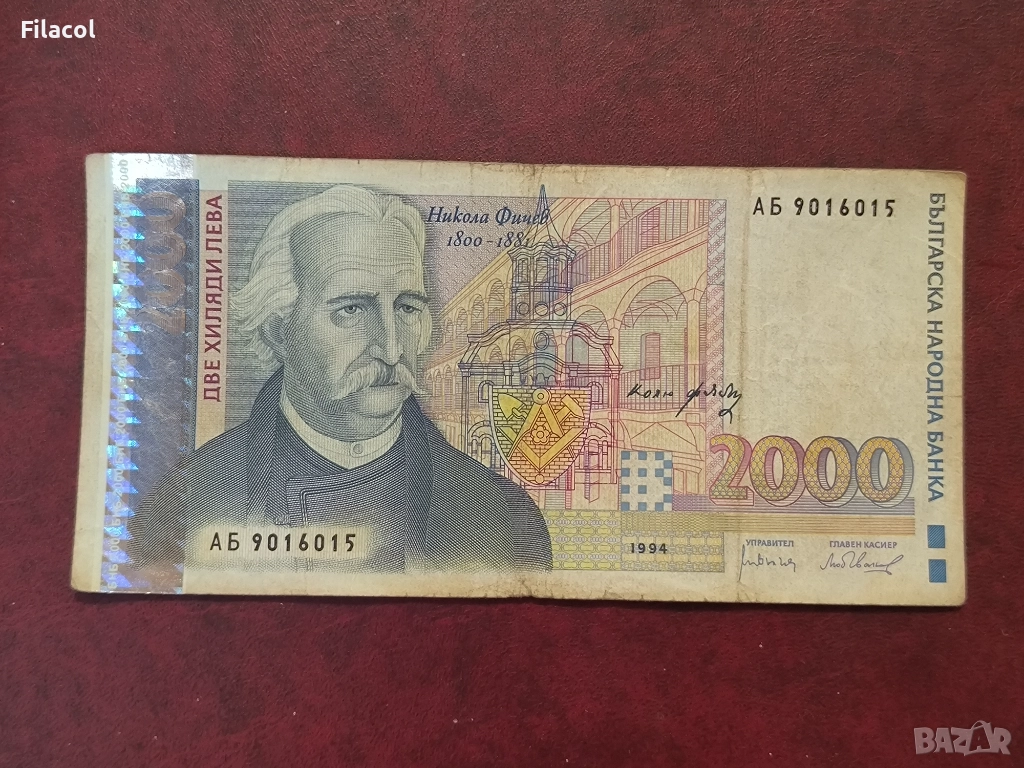 Filacol
Никола Фичев
1800 - 1881
АБ 9016015
ДВЕ ХИЛЯДИ ЛЕВА
2000
БЪЛГАРСКА НАРОДНА БАНКА
2000
АБ 9016015
1994
УПРАВИТЕЛ
ГЛАВЕН КАСИЕР
BAZAR